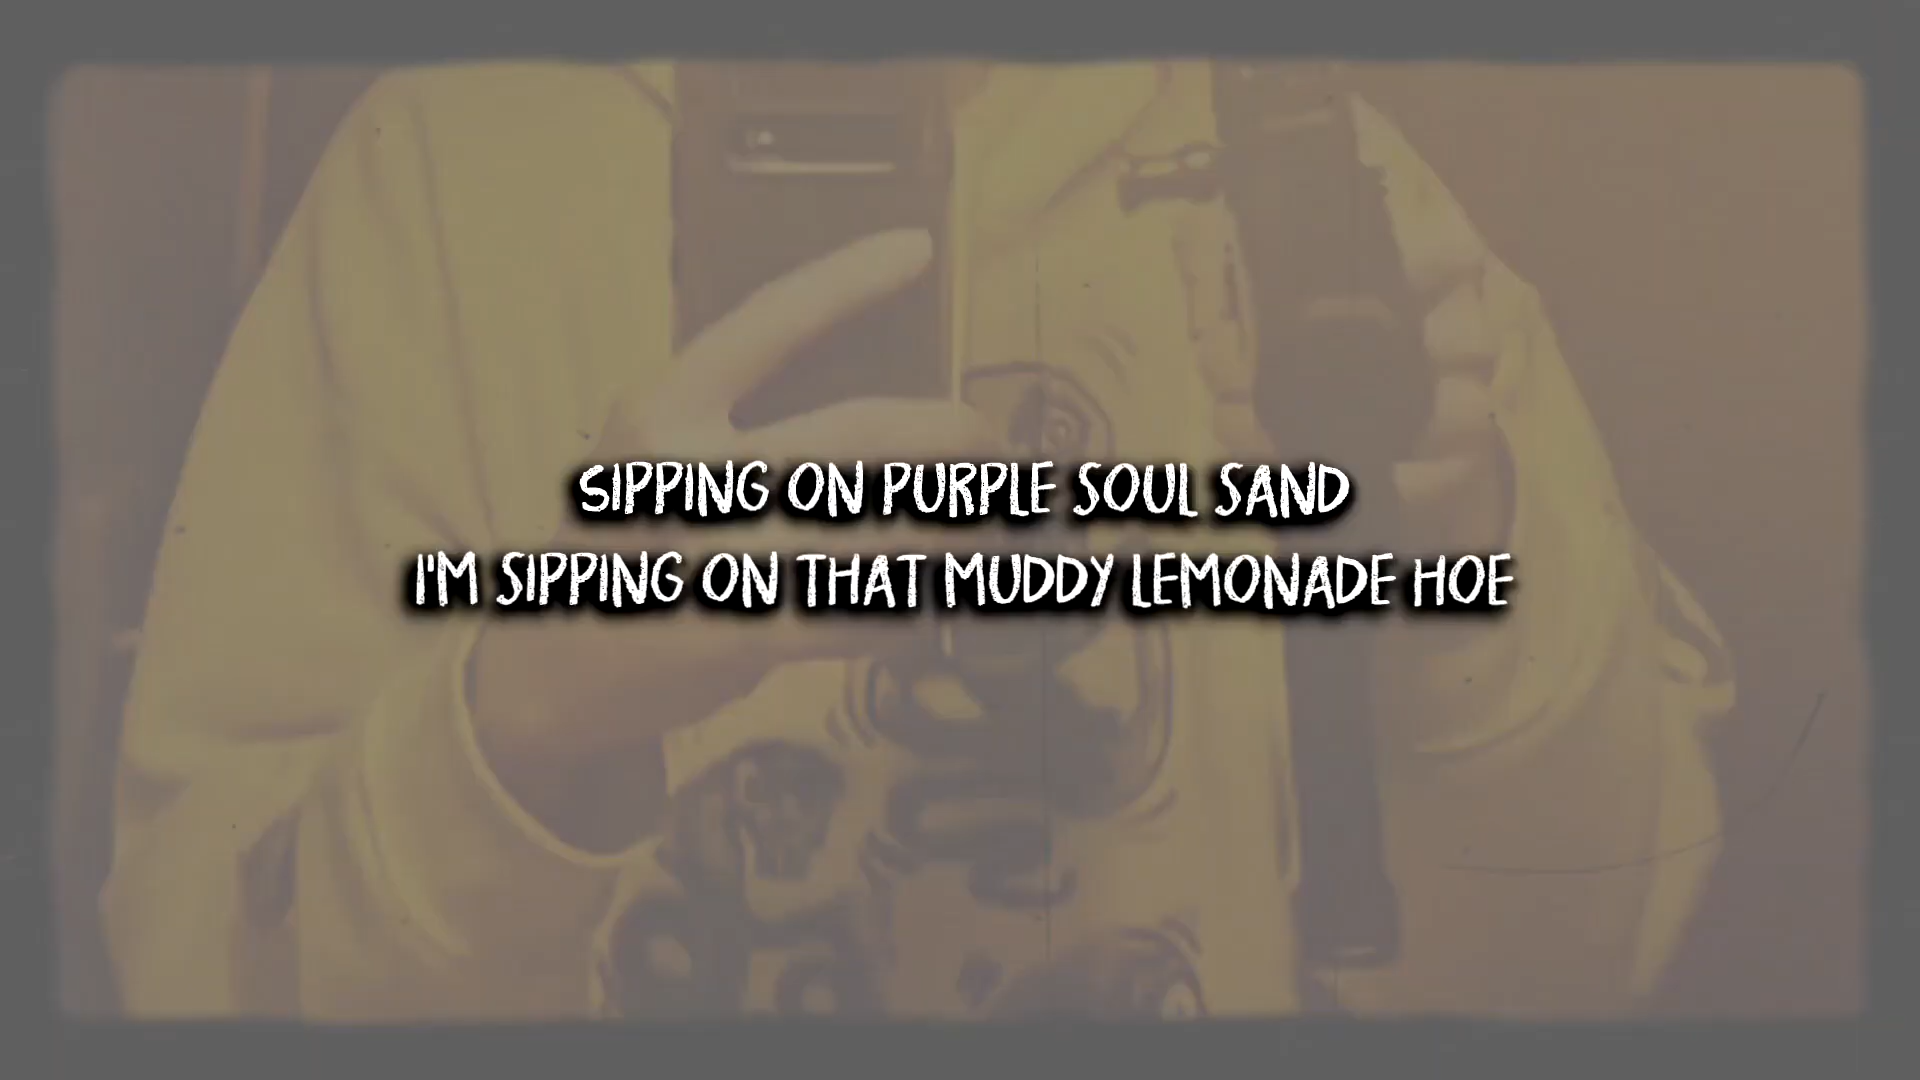 SIPPING ON PURPLE SOUL SAND
I'M SIPPING ON THAT MUDDY LEMONADE HOE